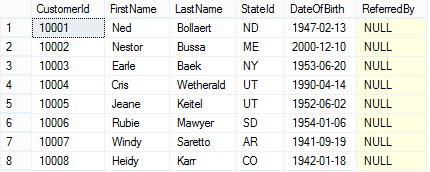 CustomerId FirstName LastName StateId DateOfBirth ReferredBy
1 10001 Ned Bollaert ND 1947-02-13 NULL
2 10002 Nestor Bussa ME 2000-12-10 NULL
3 10003 Earle Baek NY 1953-06-20 NULL
4 10004 Cris Wetherald UT 1990-04-14 NULL
5 10005 Jeane Keitel UT 1952-06-02 NULL
6 10006 Rubie Mawyer SD 1954-01-06 NULL
7 10007 Windy Saretto AR 1941-09-19 NULL
8 10008 Heidy Karr CO 1942-01-18 NULL